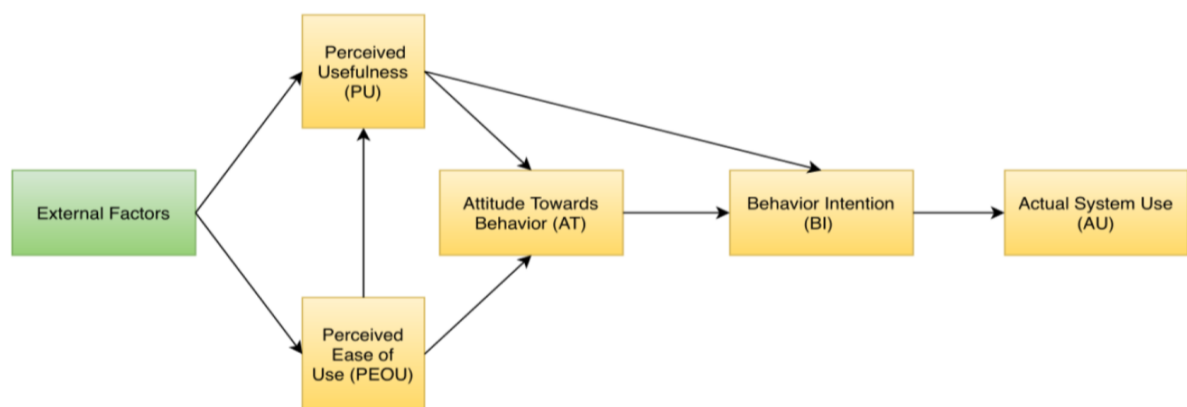 Perceived
Usefulness
(PU)
External Factors
Attitude Towards
Behavior (AT)
Behavior Intention
(BI)
Actual System Use
(AU)
Perceived
Ease of
Use (PEOU)